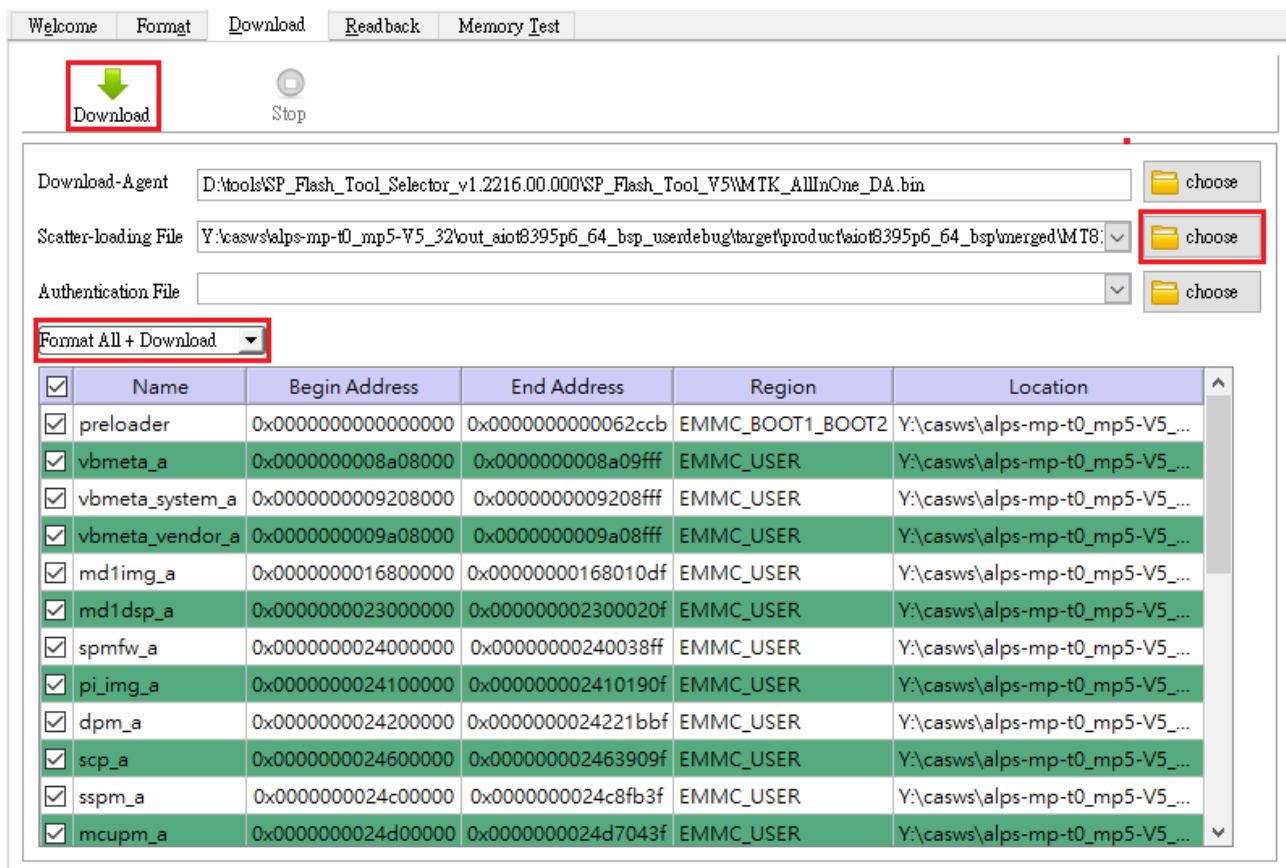 Welcome Format Download Readback Memory Test
Download Stop
Download-Agent D:\tools\SP_Flash_Tool_Selector_v1.2216.00.000\SP_Flash_Tool_V5\\MTK_AllInOne_DA.bin choose
Scatter-loading File Y:\casws\alps-mp-t0_mp5-V5_32\out_aiot8395p6_64_bsp_userdebug\target\product\aiot8395p6_64_bsp\merged\MT8 choose
Authentication File choose
Format All + Download
Name Begin Address End Address Region Location
preloader 0x0000000000000000 0x0000000000062ccb EMMC_BOOT1_BOOT2 Y:\casws\alps-mp-t0_mp5-V5_...
vbmeta_a 0x0000000008a08000 0x0000000008a09fff EMMC_USER Y:\casws\alps-mp-t0_mp5-V5_...
vbmeta_system_a 0x0000000009208000 0x0000000009208fff EMMC_USER Y:\casws\alps-mp-t0_mp5-V5_...
vbmeta_vendor_a 0x0000000009a08000 0x0000000009a08fff EMMC_USER Y:\casws\alps-mp-t0_mp5-V5_...
md1img_a 0x0000000016800000 0x00000000168010df EMMC_USER Y:\casws\alps-mp-t0_mp5-V5_...
md1dsp_a 0x0000000023000000 0x000000002300020f EMMC_USER Y:\casws\alps-mp-t0_mp5-V5_...
spmfw_a 0x0000000024000000 0x00000000240038ff EMMC_USER Y:\casws\alps-mp-t0_mp5-V5_...
pi_img_a 0x0000000024100000 0x000000002410190f EMMC_USER Y:\casws\alps-mp-t0_mp5-V5_...
dpm_a 0x0000000024200000 0x0000000024221bbf EMMC_USER Y:\casws\alps-mp-t0_mp5-V5_...
scp_a 0x0000000024600000 0x000000002463909f EMMC_USER Y:\casws\alps-mp-t0_mp5-V5_...
sspm_a 0x0000000024c00000 0x0000000024c8fb3f EMMC_USER Y:\casws\alps-mp-t0_mp5-V5_...
mcupm_a 0x0000000024d00000 0x0000000024d7043f EMMC_USER Y:\casws\alps-mp-t0_mp5-V5_...